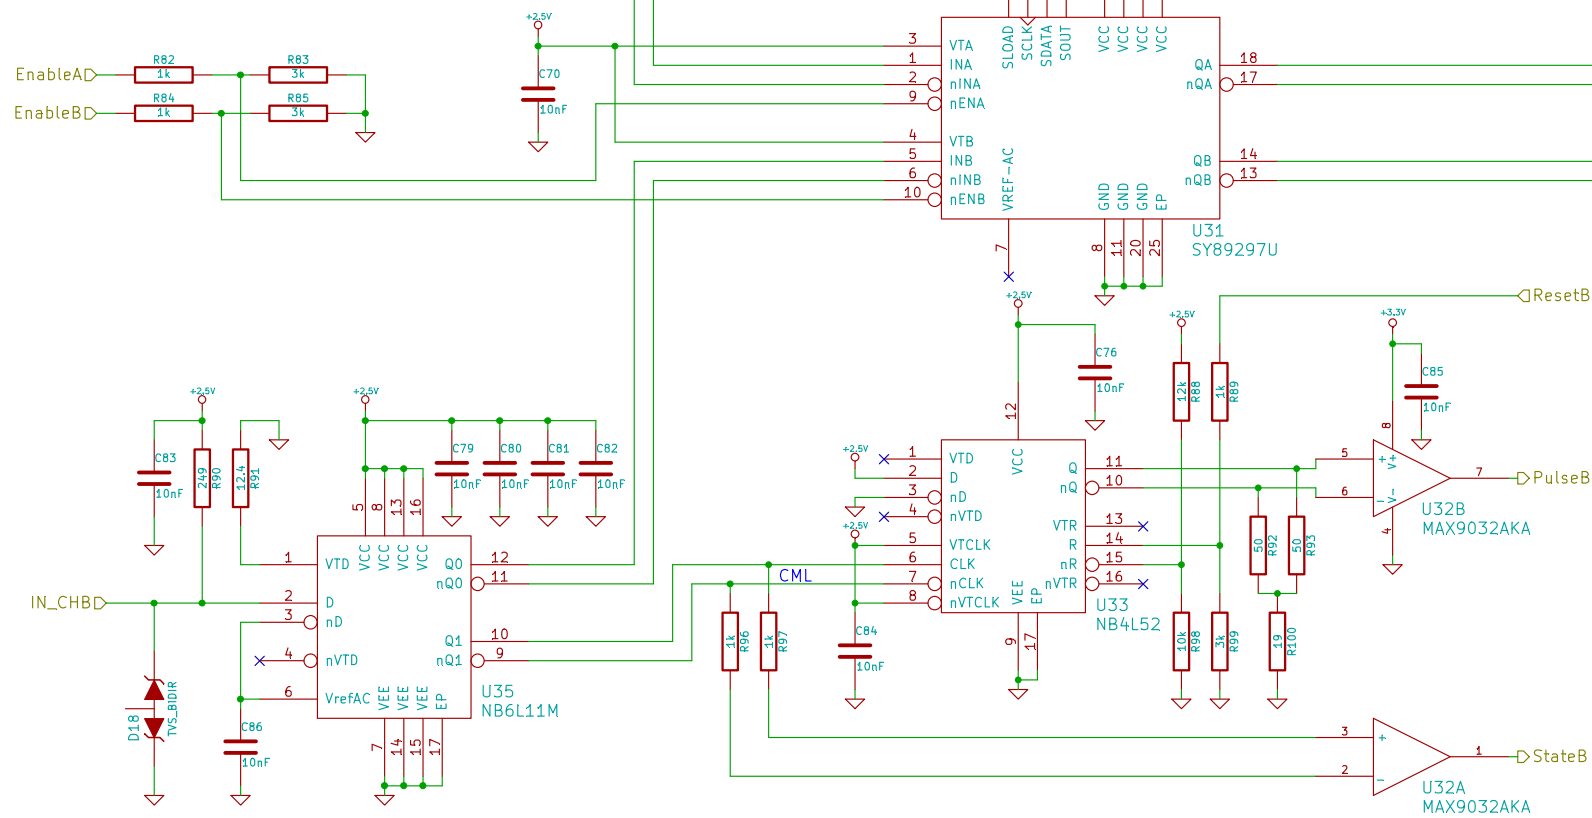 +2.5V
EnableA
R82
1k
R83
3k
EnableB
R84
1k
R85
3k
C70
10nF
3
VTA
1
INA
2
nINA
9
nENA
4
VTB
5
INB
6
nINB
10
nENB
SLOAD
SCLK
SDATA
SOUT
VCC
VCC
VCC
VCC
QA
18
nQA
17
QB
14
nQB
13
VREF-AC
GND
GND
GND
EP
7
8
11
20
25
U31
SY89297U
ResetB
+2.5V
C76
10nF
+2.5V
12k
R88
1k
R89
+3.3V
C85
10nF
12
VCC
+2.5V
1
VTD
2
D
3
nD
4
nVTD
+2.5V
5
VTCLK
6
CLK
7
nCLK
8
nVTCLK
Q
11
nQ
10
VTR
13
R
14
nR
15
nVTR
16
VEE
EP
9
17
U33
NB4L52
8
5
+
V+
6
-
V-
4
7
PulseB
U32B
MAX9032AKA
50
R92
50
R93
10k
R98
3k
R99
19
R100
CML
1k
R96
1k
R97
C84
10nF
3
+
2
-
1
StateB
U32A
MAX9032AKA
+2.5V
C83
10nF
249
R90
124
R91
+2.5V
C79
10nF
C80
10nF
C81
10nF
C82
10nF
5
8
13
16
VCC
VCC
VCC
VCC
IN_CHB
1
VTD
2
D
3
nD
4
nVTD
6
VrefAC
Q0
12
nQ0
11
Q1
10
nQ1
9
VEE
VEE
VEE
EP
7
14
15
17
U35
NB6L11M
D18
TVS_BIDIR
C86
10nF